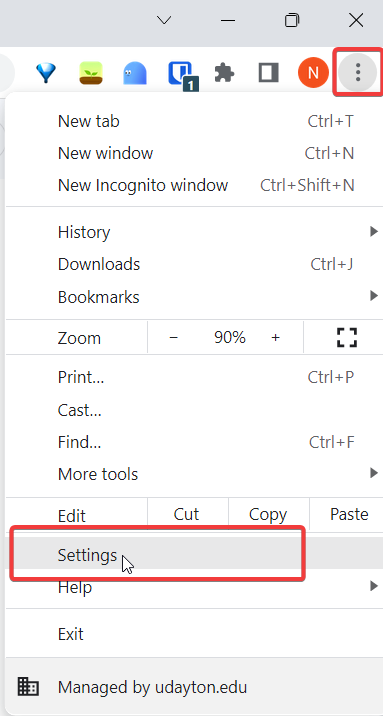 N
1
New tab Ctrl+T
New window Ctrl+N
New Incognito window Ctrl+Shift+N
History
Downloads Ctrl+J
Bookmarks
Zoom − 90% +
Print... Ctrl+P
Cast...
Find... Ctrl+F
More tools
Edit Cut Copy Paste
Settings
Help
Exit
Managed by udayton.edu